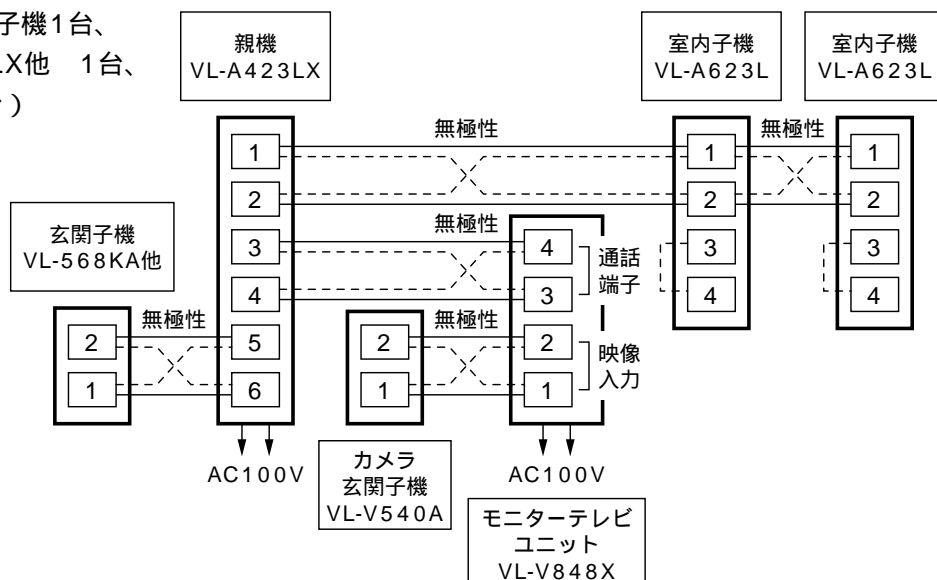 子機1台、
LX他　1台、
)
親機
VL-A423LX
室内子機
VL-A623L
室内子機
VL-A623L
無極性
無極性
1
2
3
4
5
6
1
2
3
4
1
2
3
4
玄関子機
VL-568KA他
無極性
4
3
2
1
通話
端子
映像
入力
無極性
2
1
無極性
2
1
AC100V
AC100V
カメラ
玄関子機
VL-V540A
モニターテレビ
ユニット
VL-V848X